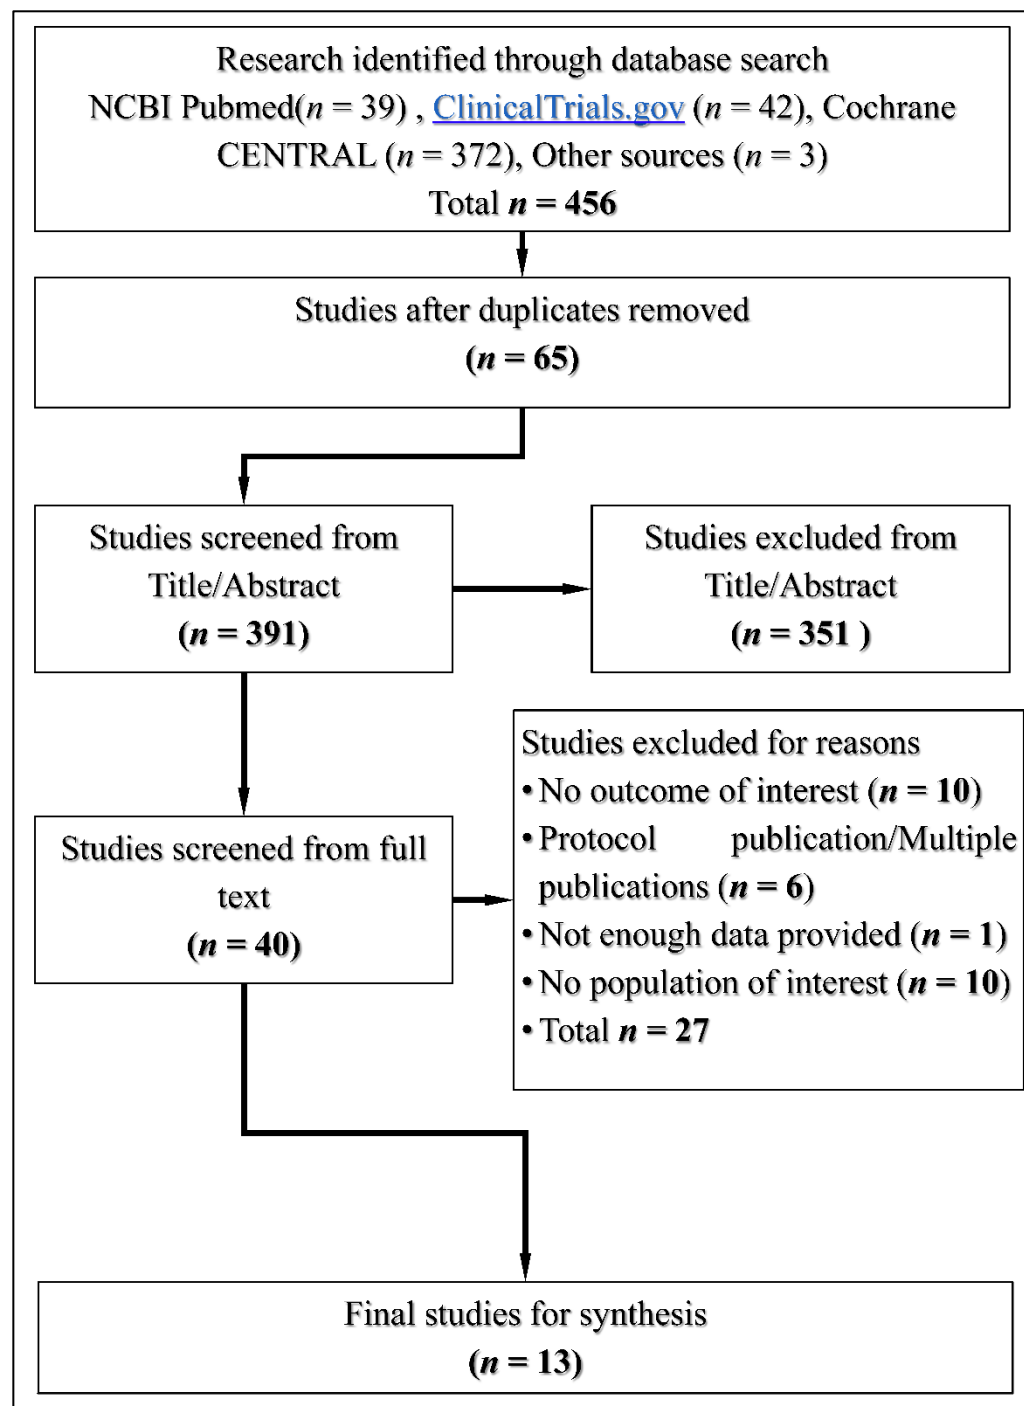 Research identified through database search
NCBI Pubmed(n = 39) , ClinicalTrials.gov (n = 42), Cochrane
CENTRAL (n = 372), Other sources (n = 3)
Total n = 456
Studies after duplicates removed
(n = 65)
Studies screened from
Title/Abstract
(n = 391)
Studies excluded from
Title/Abstract
(n = 351 )
Studies excluded for reasons
• No outcome of interest (n = 10)
• Protocol publication/Multiple
publications (n = 6)
• Not enough data provided (n = 1)
• No population of interest (n = 10)
• Total n = 27
Studies screened from full
text
(n = 40)
Final studies for synthesis
(n = 13)